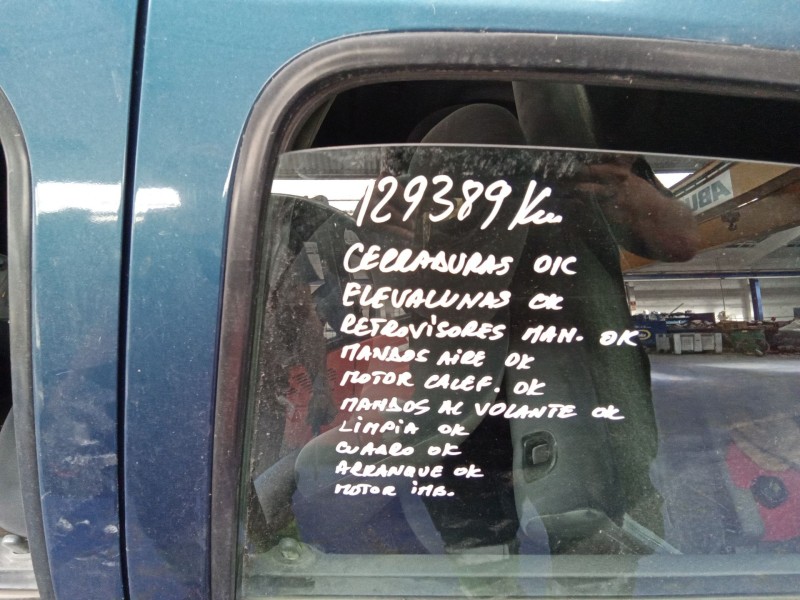 129389 Km
CERRADURAS OK
ELEVALUNAS OK
RETROVISORES MAN. OK
MANDOS AIRE OK
MOTOR CALEF. OK
MANDOS AL VOLANTE OK
LIMPIA OK
CUADRO OK
ARRANQUE OK
MOTOR IMB.